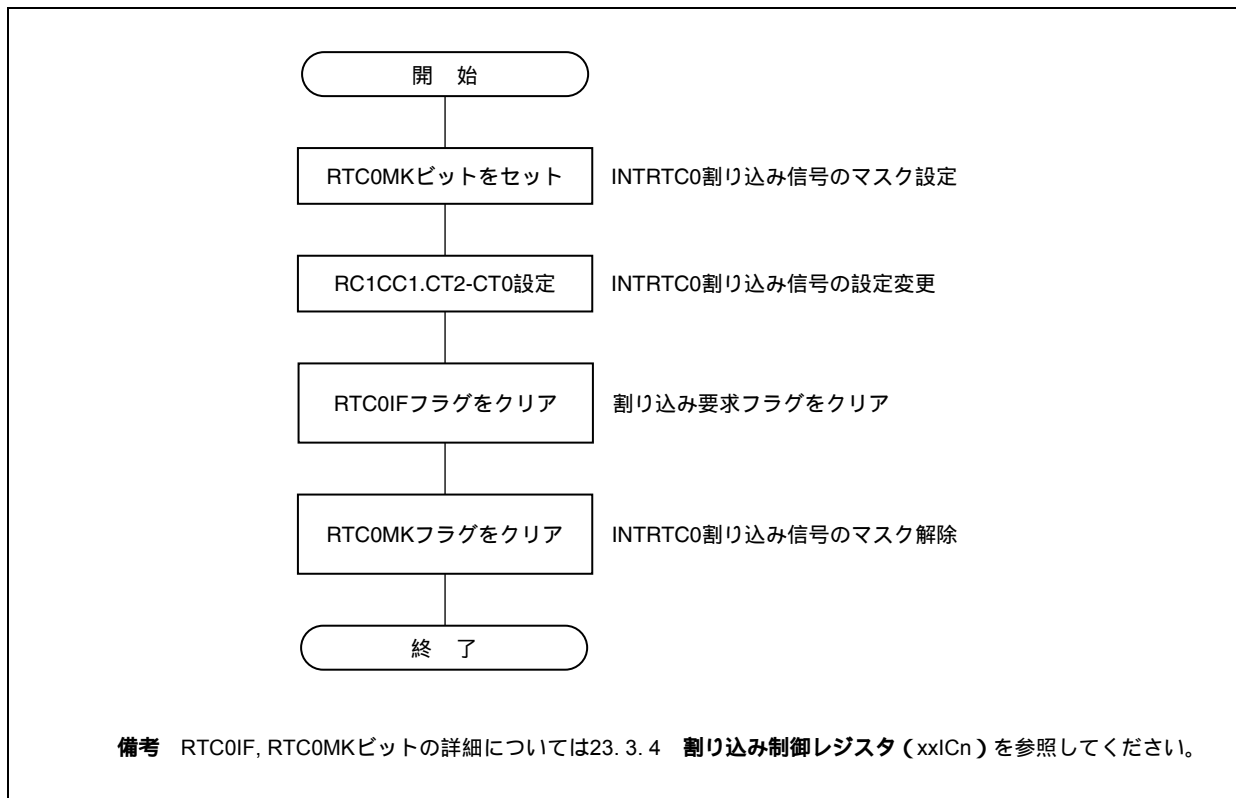 開 始
RTC0MKビットをセット INTRTC0割り込み信号のマスク設定
RC1CC1.CT2-CT0設定 INTRTC0割り込み信号の設定変更
RTC0IFフラグをクリア 割り込み要求フラグをクリア
RTC0MKフラグをクリア INTRTC0割り込み信号のマスク解除
終 了
備考 RTC0IF, RTC0MKビットの詳細については23. 3. 4 割り込み制御レジスタ（xxICn）を参照してください。